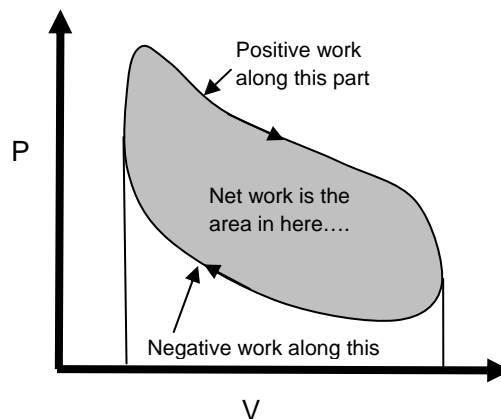 Positive work
along this part
P
Net work is the
area in here….
Negative work along this
V